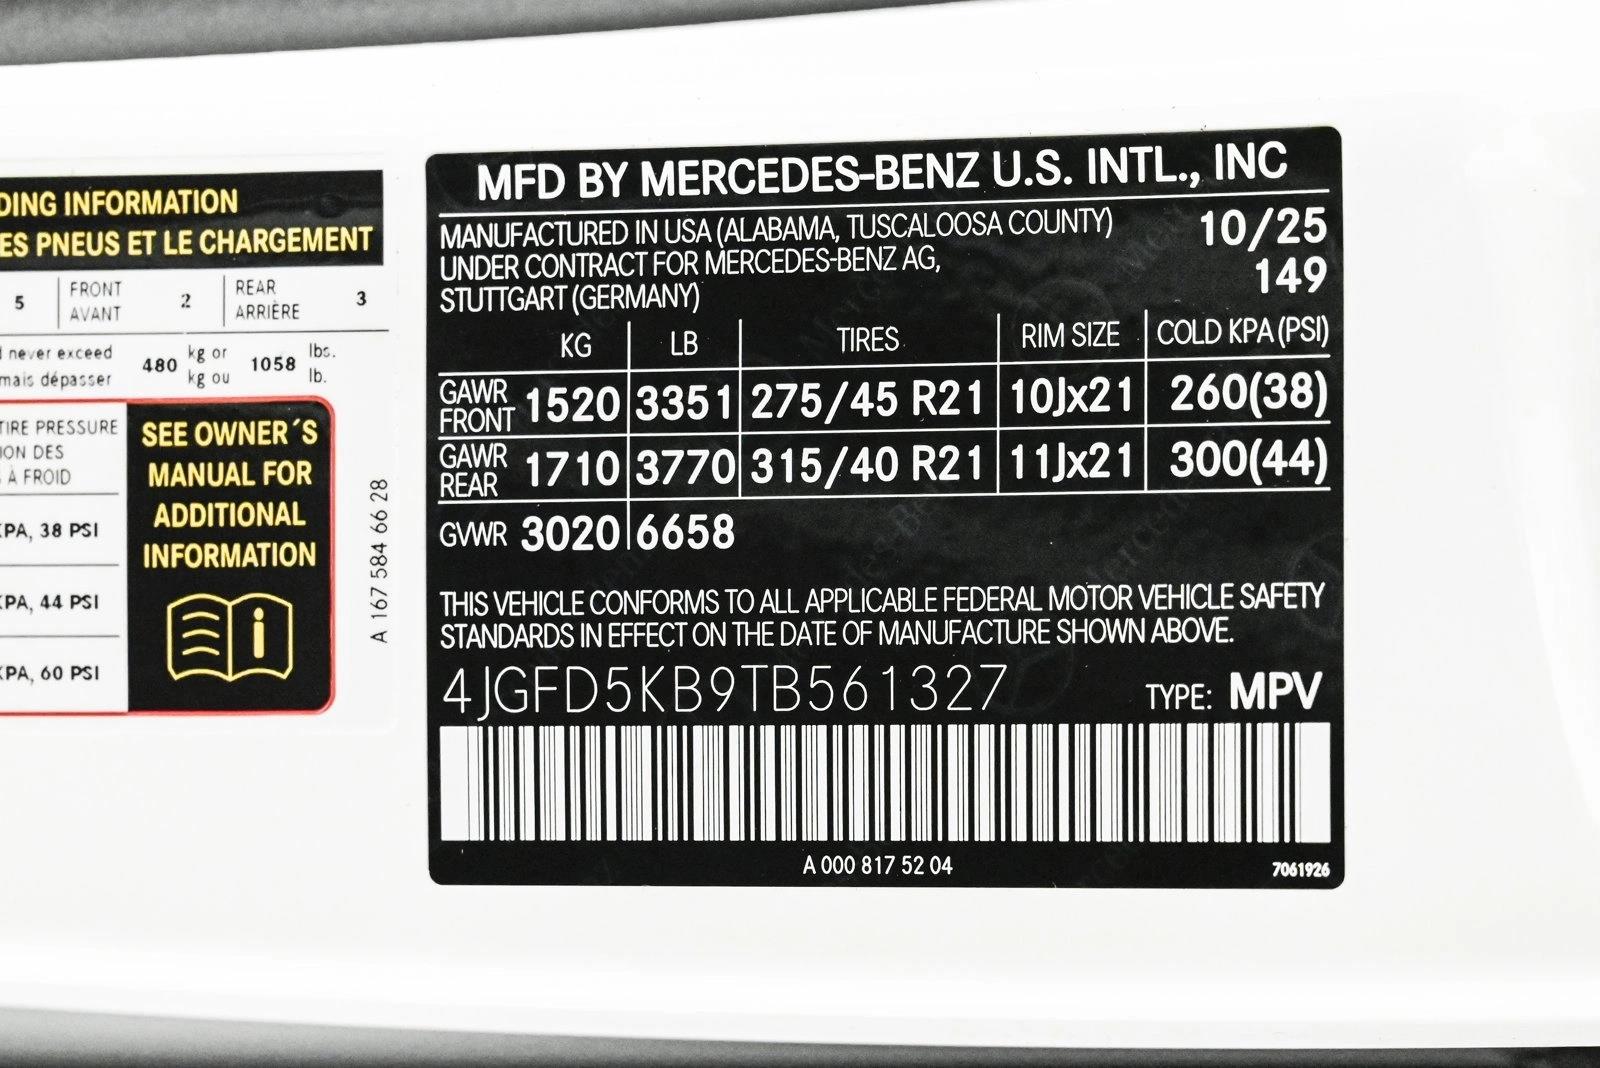 DING INFORMATION
ES PNEUS ET LE CHARGEMENT
5 FRONT AVANT 2 REAR ARRIÈRE 3
never exceed 480 kg or 1058 lbs.
mais dépasser kg ou lb.
TIRE PRESSURE
ION DES
À FROID
KPA, 38 PSI
KPA, 44 PSI
KPA, 60 PSI
SEE OWNER´S
MANUAL FOR
ADDITIONAL
INFORMATION
i
A 167 584 66 28
MFD BY MERCEDES-BENZ U.S. INTL., INC
MANUFACTURED IN USA (ALABAMA, TUSCALOOSA COUNTY) 10/25
UNDER CONTRACT FOR MERCEDES-BENZ AG, 149
STUTTGART (GERMANY)
KG LB TIRES RIM SIZE COLD KPA (PSI)
GAWR FRONT 1520 3351 275/45 R21 10Jx21 260(38)
GAWR REAR 1710 3770 315/40 R21 11Jx21 300(44)
GVWR 3020 6658
THIS VEHICLE CONFORMS TO ALL APPLICABLE FEDERAL MOTOR VEHICLE SAFETY
STANDARDS IN EFFECT ON THE DATE OF MANUFACTURE SHOWN ABOVE.
4JGFD5KB9TB561327 TYPE: MPV
A 000 817 52 04 7061926